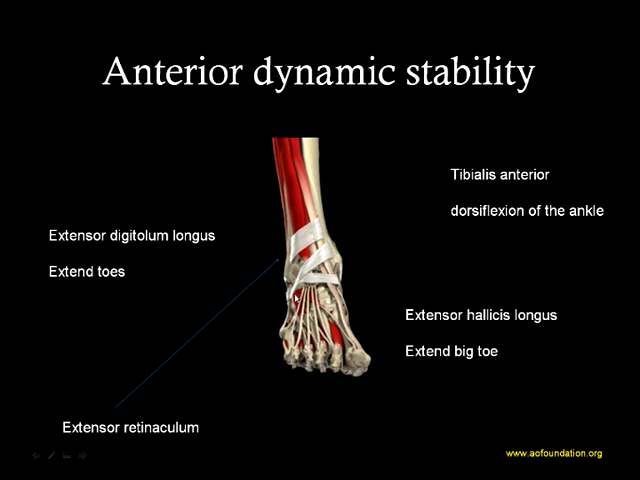 Anterior dynamic stability
Tibialis anterior
dorsiflexion of the ankle
Extensor digitolum longus
Extend toes
Extensor hallicis longus
Extend big toe
Extensor retinaculum
www.aofoundation.org